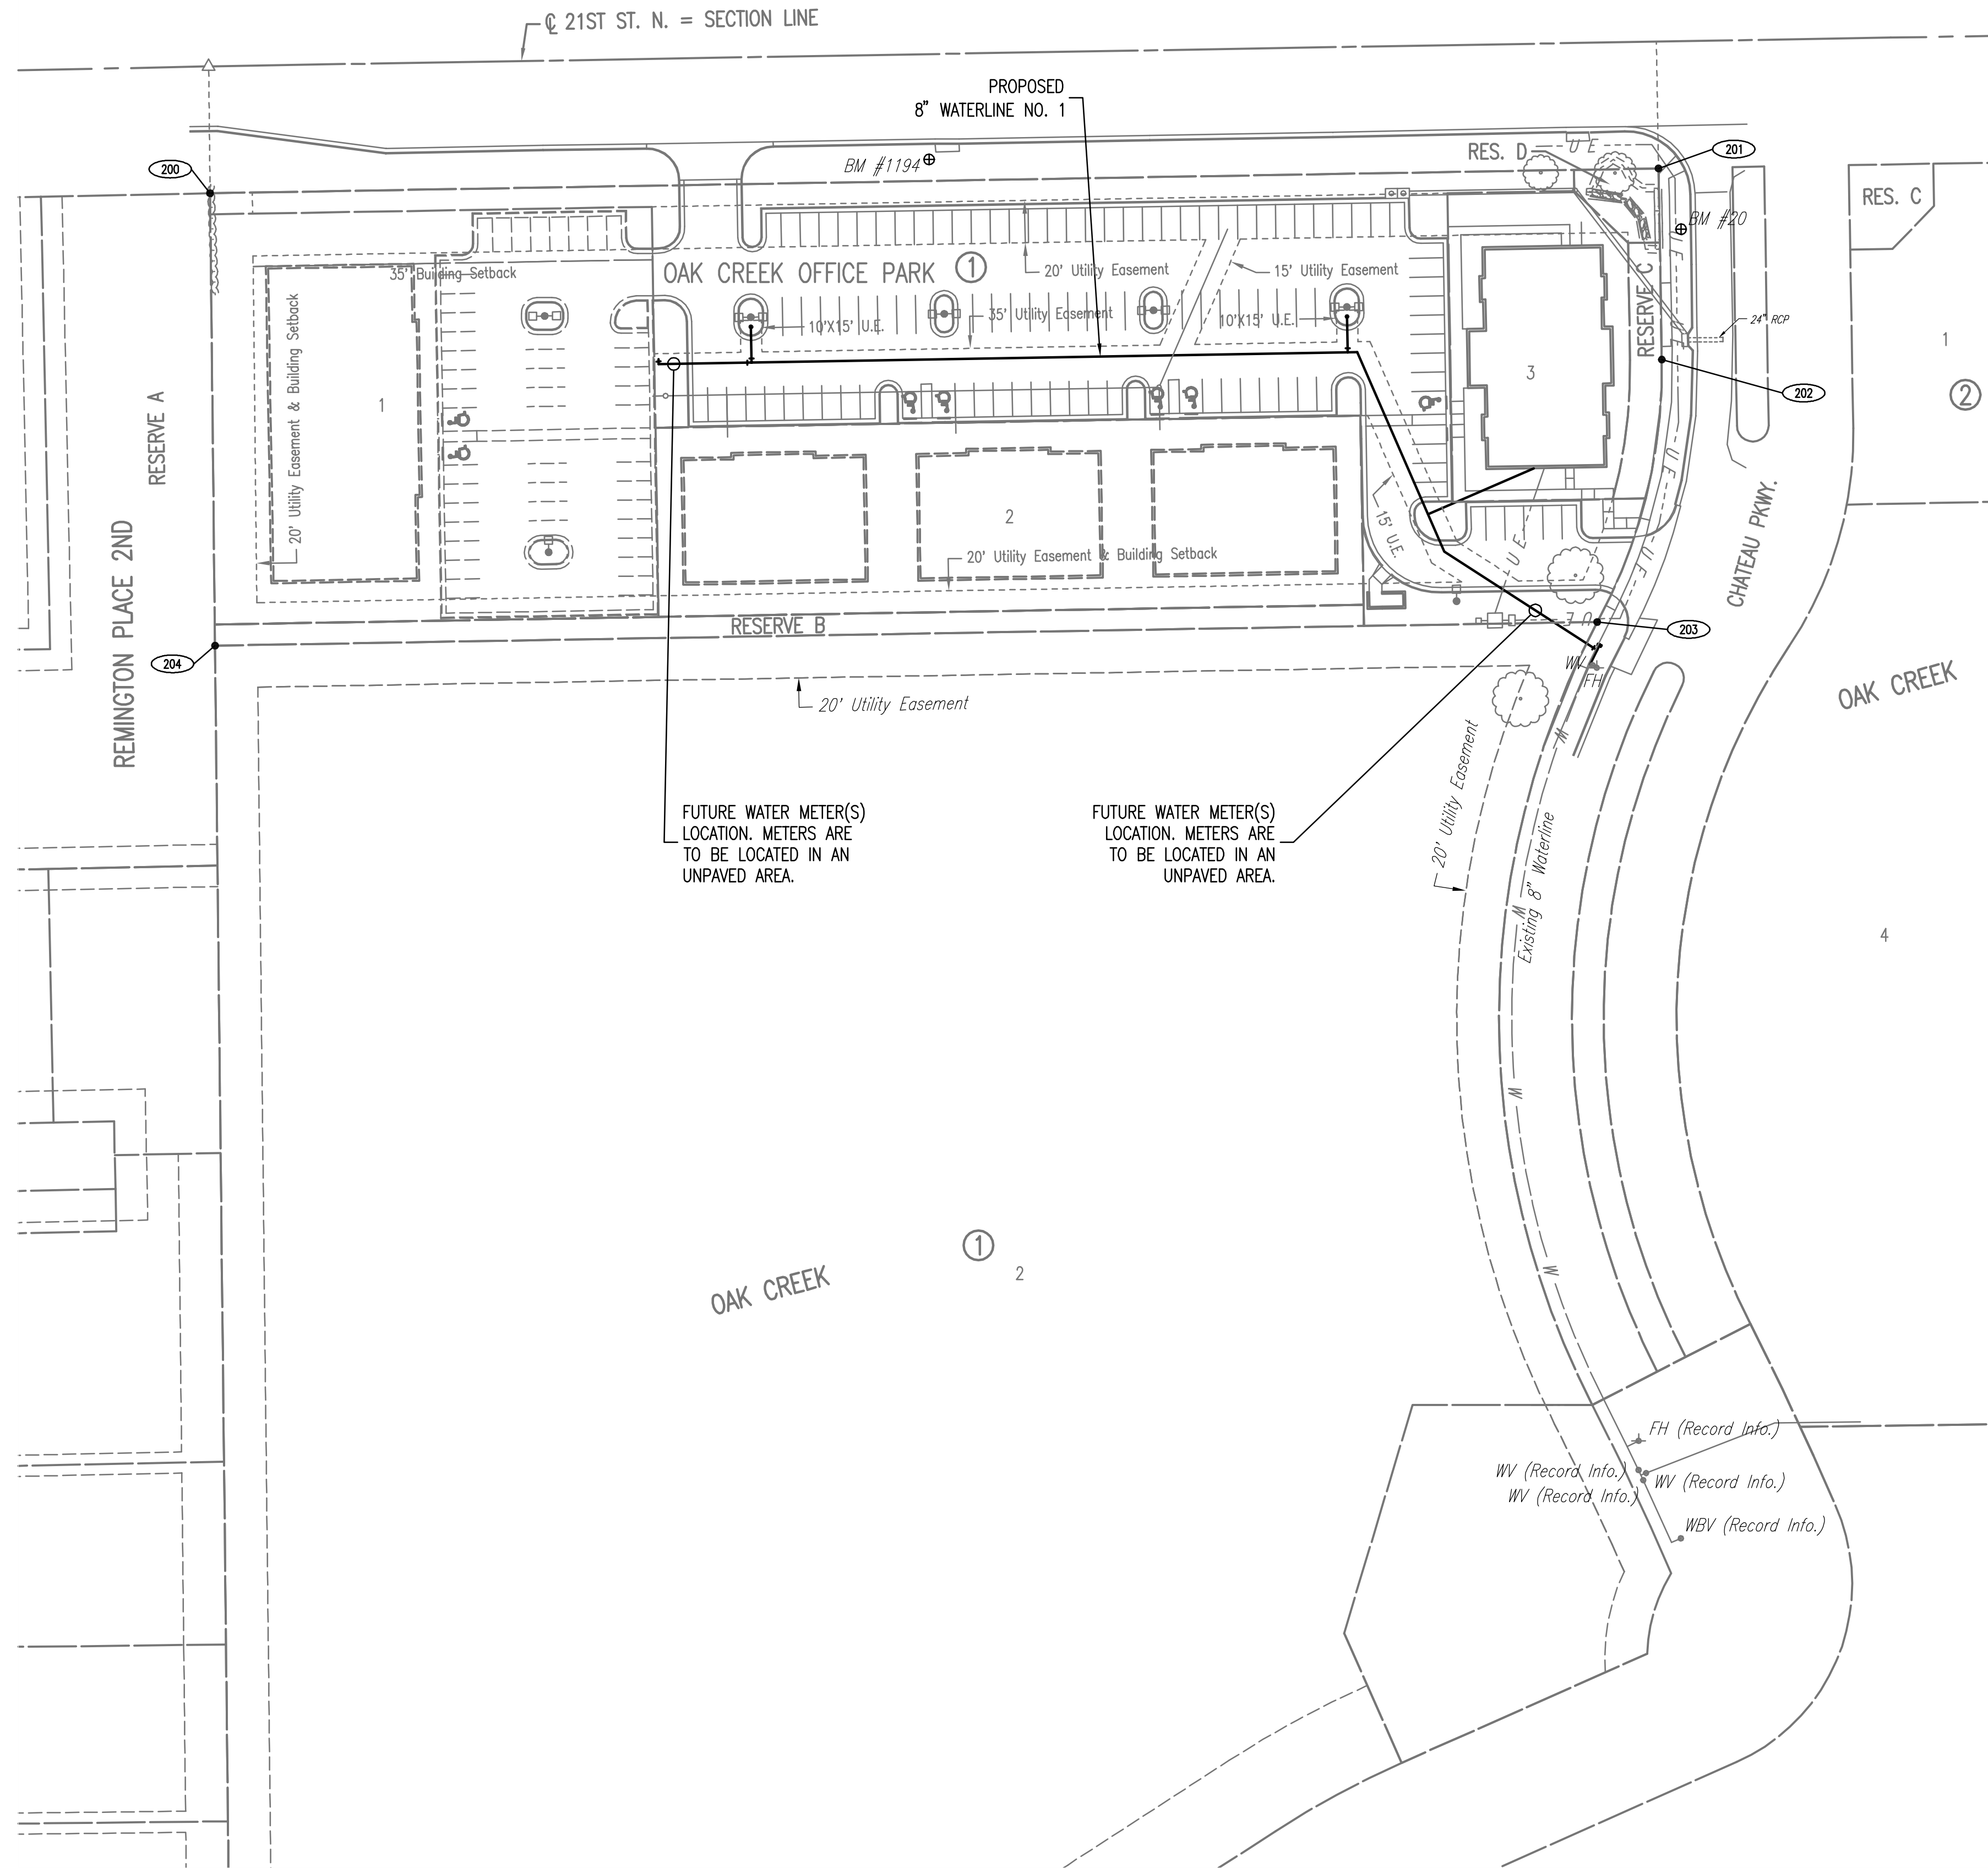 ℄ 21ST ST. N. = SECTION LINE
PROPOSED
8" WATERLINE NO. 1
200
BM #1194
RES. D
U E
201
RES. C
BM #20
35' Building Setback
OAK CREEK OFFICE PARK
1
20' Utility Easement
15' Utility Easement
RESERVE C
U E
10'X15' U.E.
35' Utility Easement
10'X15' U.E.
24" RCP
1
3
202
2
RESERVE A
1
20' Utility Easement & Building Setback
REMINGTON PLACE 2ND
2
15' U.E.
U E
U E
U E
CHATEAU PKWY.
20' Utility Easement & Building Setback
RESERVE B
U E
203
204
WV
FH
OAK CREEK
20' Utility Easement
20' Utility Easement
W
FUTURE WATER METER(S)
LOCATION. METERS ARE
TO BE LOCATED IN AN
UNPAVED AREA.
FUTURE WATER METER(S)
LOCATION. METERS ARE
TO BE LOCATED IN AN
UNPAVED AREA.
Existing 8" Waterline
W
4
W
1
2
OAK CREEK
W
FH (Record Info.)
WV (Record Info.)
WV (Record Info.)
WV (Record Info.)
WBV (Record Info.)